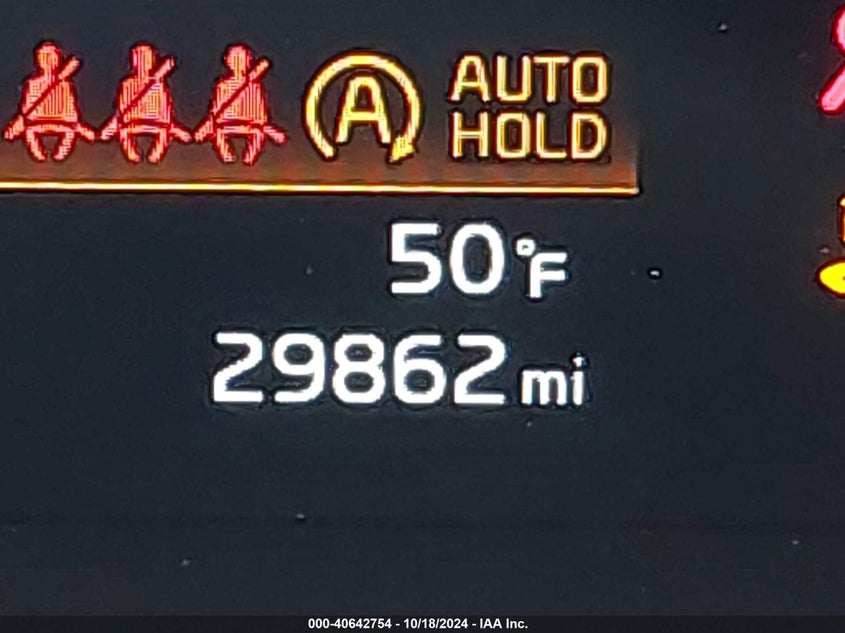 A AUTO
HOLD
50°F
29862 mi
000-40642754 - 10/18/2024 - IAA Inc.